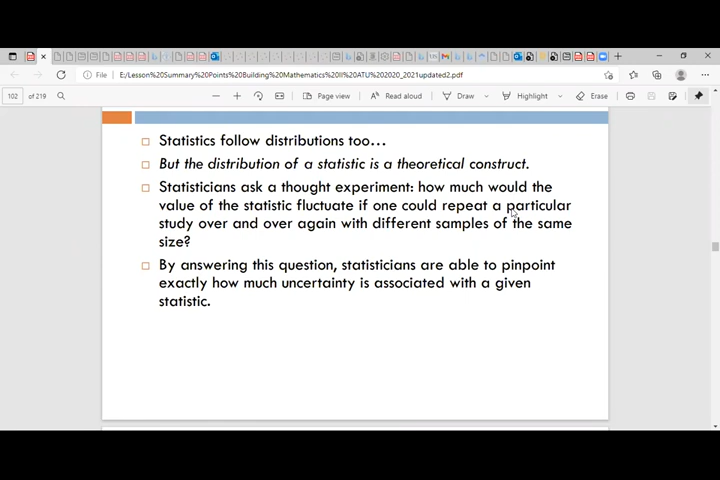 File
E:/Lesson%20Summary%20Points%20Building%20Mathematics%20II%20ATU%202020_2021updated2.pdf
102 of 219
Page view
Read aloud
Draw
Highlight
Erase
Statistics follow distributions too…
But the distribution of a statistic is a theoretical construct.
Statisticians ask a thought experiment: how much would the
value of the statistic fluctuate if one could repeat a particular
study over and over again with different samples of the same
size?
By answering this question, statisticians are able to pinpoint
exactly how much uncertainty is associated with a given
statistic.